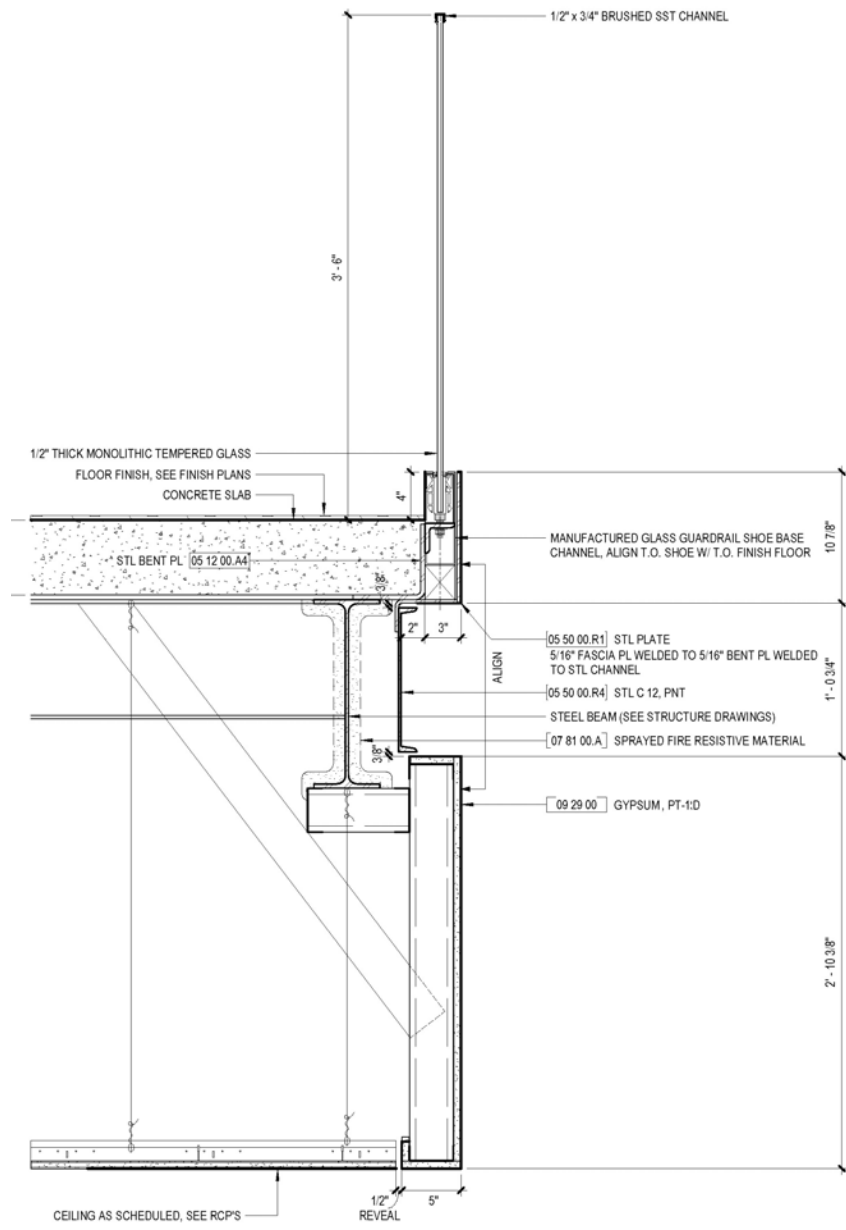 1/2" x 3/4" BRUSHED SST CHANNEL
3' - 6"
1/2" THICK MONOLITHIC TEMPERED GLASS
FLOOR FINISH, SEE FINISH PLANS
CONCRETE SLAB
4"
10 7/8"
MANUFACTURED GLASS GUARDRAIL SHOE BASE
CHANNEL, ALIGN T.O. SHOE W/ T.O. FINISH FLOOR
STL BENT PL 05 12 00.A4
3/8"
2" 3"
ALIGN
05 50 00.R1 STL PLATE
5/16" FASCIA PL WELDED TO 5/16" BENT PL WELDED
TO STL CHANNEL
05 50 00.R4 STL C 12, PNT
1' - 0 3/4"
STEEL BEAM (SEE STRUCTURE DRAWINGS)
07 81 00.A SPRAYED FIRE RESISTIVE MATERIAL
3/8"
09 29 00 GYPSUM, PT-1:D
2' - 10 3/8"
1/2" 5"
REVEAL
CEILING AS SCHEDULED, SEE RCP'S